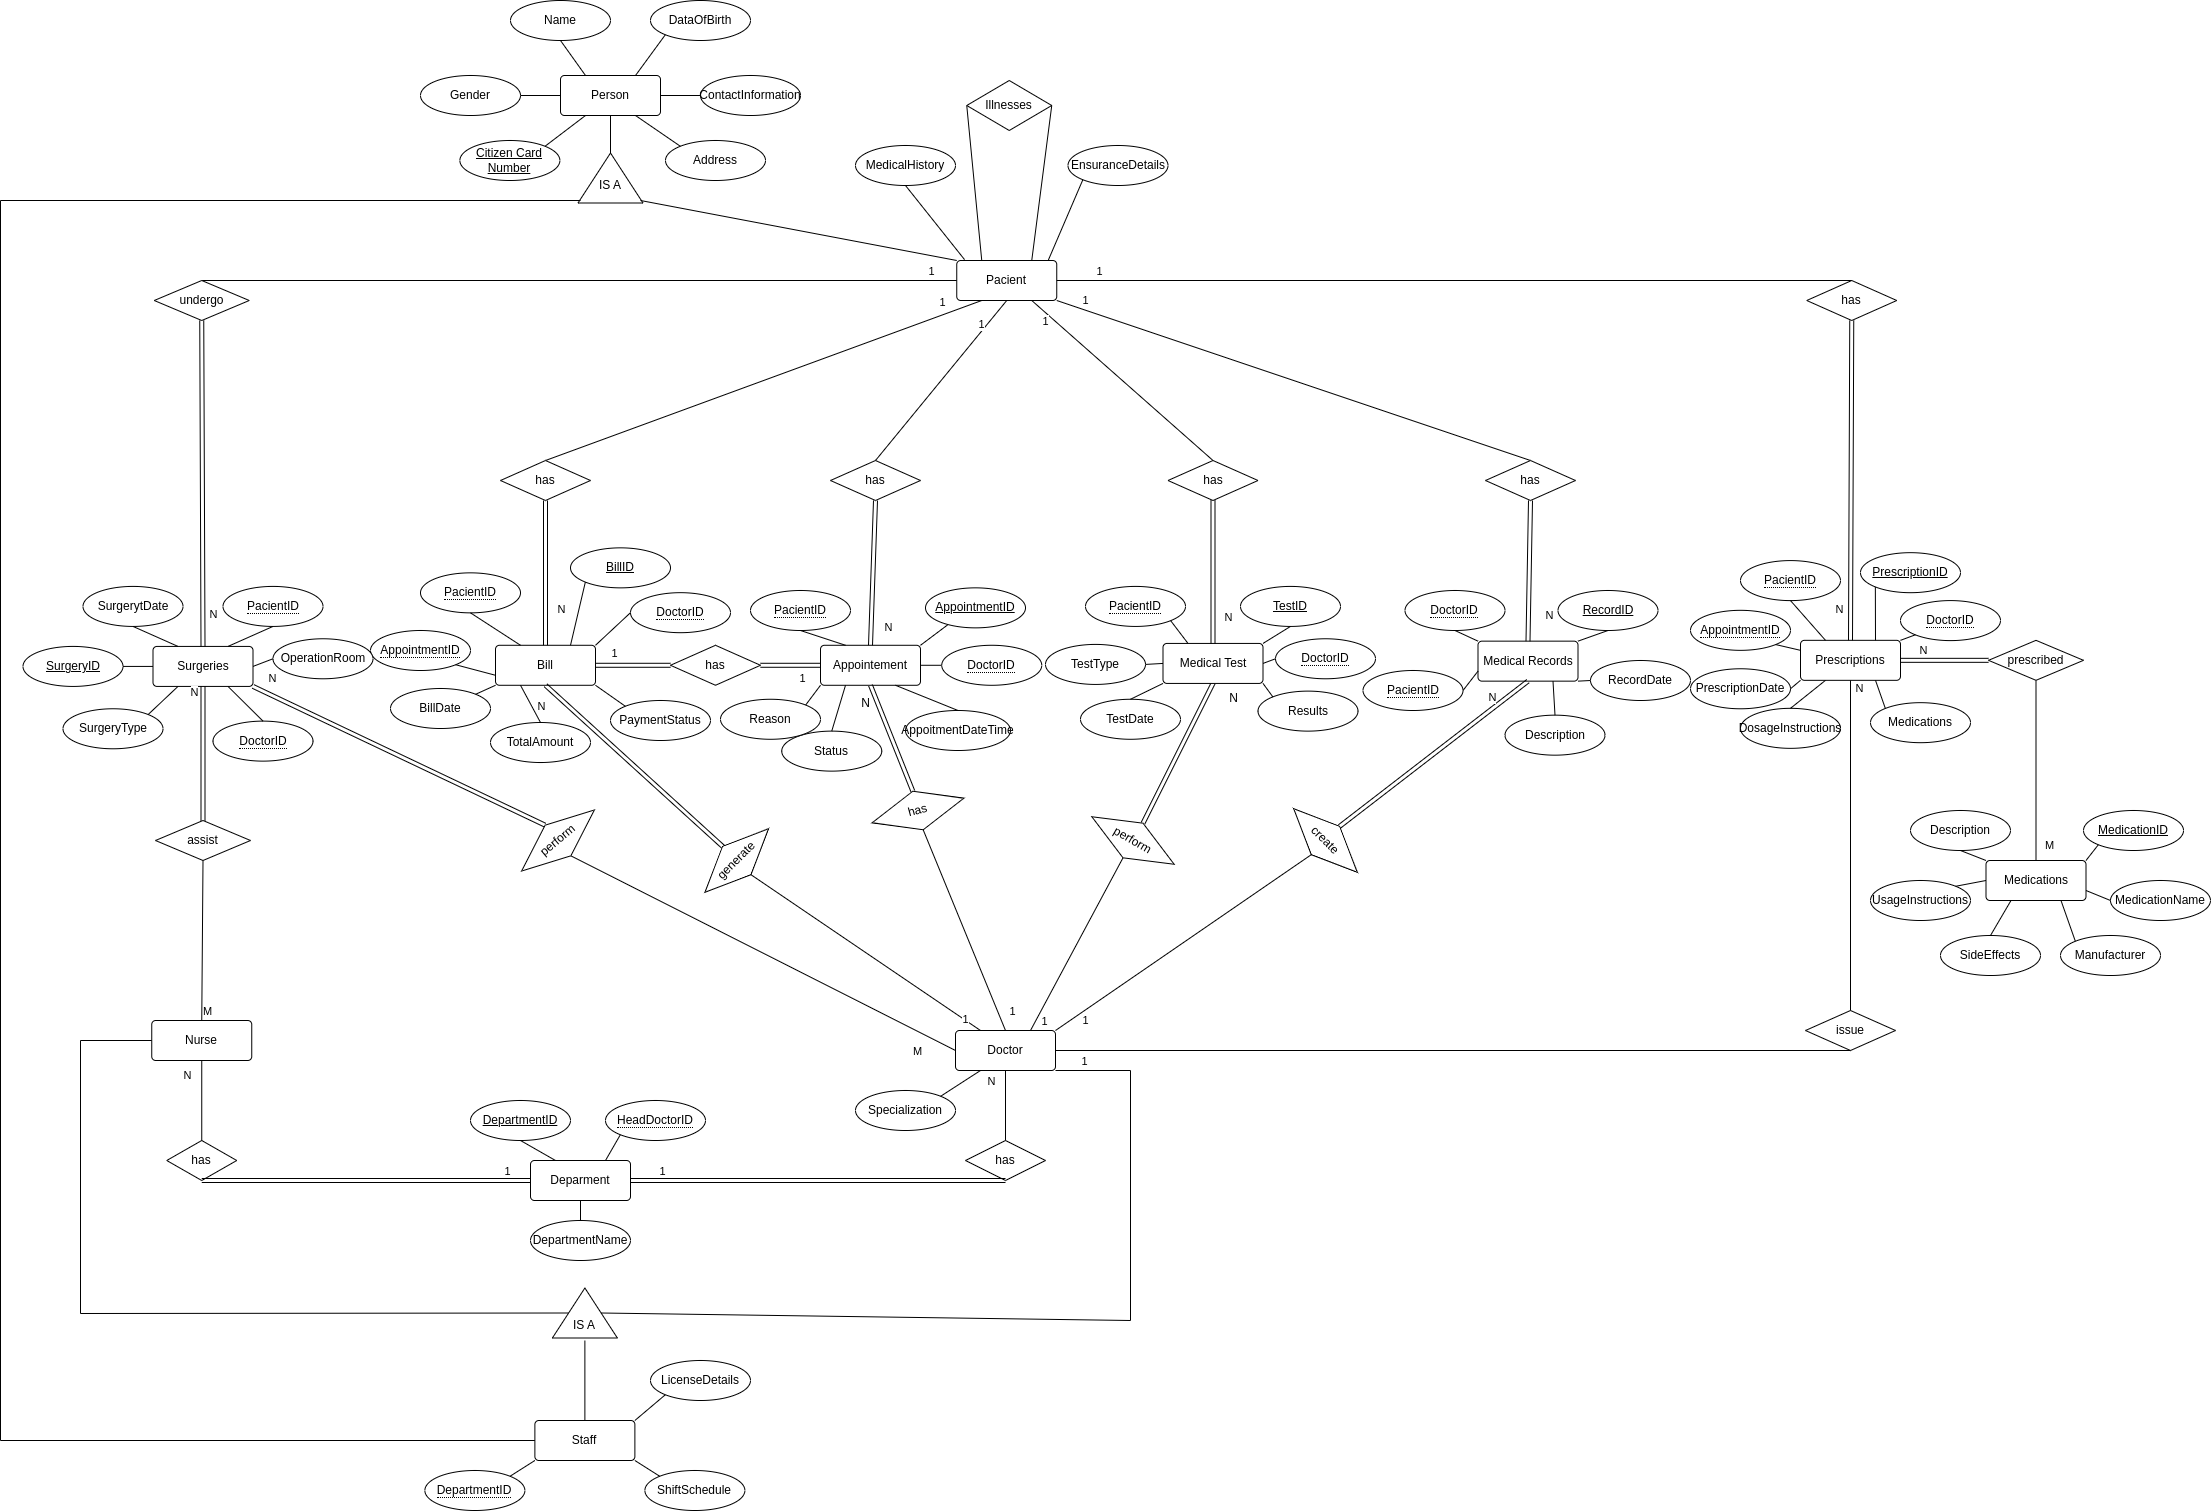 Name
DataOfBirth
Gender
Person
ContactInformation
Citizen Card
Number
Address
IS A
Illnesses
MedicalHistory
EnsuranceDetails
1
Pacient
1
undergo
1
1
has
1
1
has
has
has
has
SurgerytDate
PacientID
N
SurgeryID
Surgeries
OperationRoom
N
N
SurgeryType
DoctorID
PacientID
BillID
N
DoctorID
AppointmentID
Bill
1
has
1
BillDate
N
TotalAmount
PaymentStatus
PacientID
AppointmentID
N
Appointement
DoctorID
Reason
N
Status
AppoitmentDateTime
PacientID
TestID
N
TestType
Medical Test
DoctorID
TestDate
N
Results
DoctorID
RecordID
N
Medical Records
PacientID
N
RecordDate
Description
PacientID
PrescriptionID
N
AppointmentID
DoctorID
Prescriptions
N
prescribed
PrescriptionDate
N
DosageInstructions
Medications
assist
perform
generate
has
perform
create
M
Description
MedicationID
Medications
UsageInstructions
MedicationName
SideEffects
Manufacturer
M
Nurse
N
1
1
1
1
M
Doctor
1
issue
N
Specialization
DepartmentID
HeadDoctorID
has
1
Deparment
1
has
DepartmentName
IS A
LicenseDetails
Staff
DepartmentID
ShiftSchedule